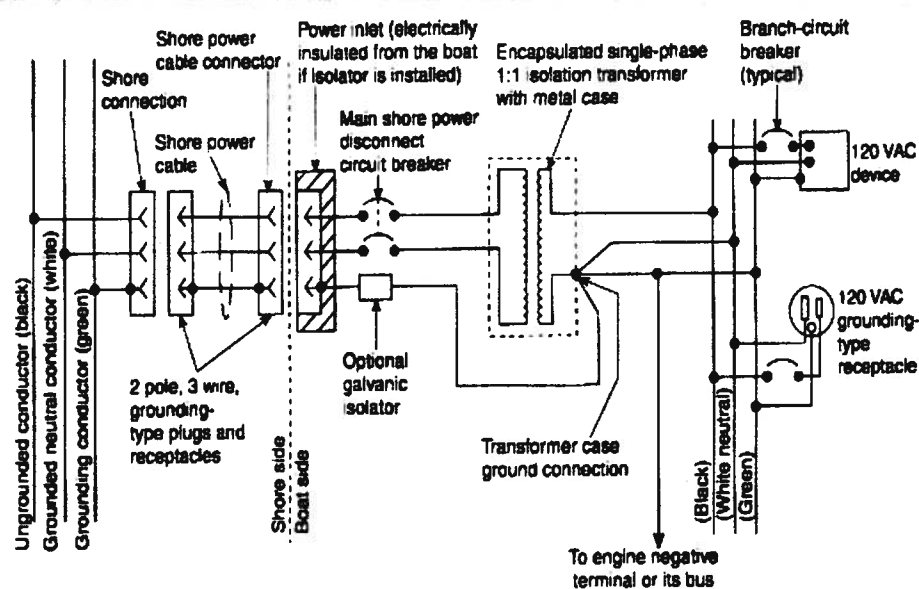 Shore
connection
Shore power
cable connector
Power inlet (electrically
insulated from the boat
if isolator is installed)
Encapsulated single-phase
1:1 isolation transformer
with metal case
Branch-circuit
breaker
(typical)
Shore power
cable
Main shore power
disconnect
circuit breaker
120 VAC
device
Ungrounded conductor (black)
Grounded neutral conductor (white)
Grounding conductor (green)
2 pole, 3 wire,
grounding-
type plugs and
receptacles
Shore side
Boat side
Optional
galvanic
isolator
Transformer case
ground connection
120 VAC
grounding-
type
receptacle
(Black)
(White neutral)
(Green)
To engine negative
terminal or its bus